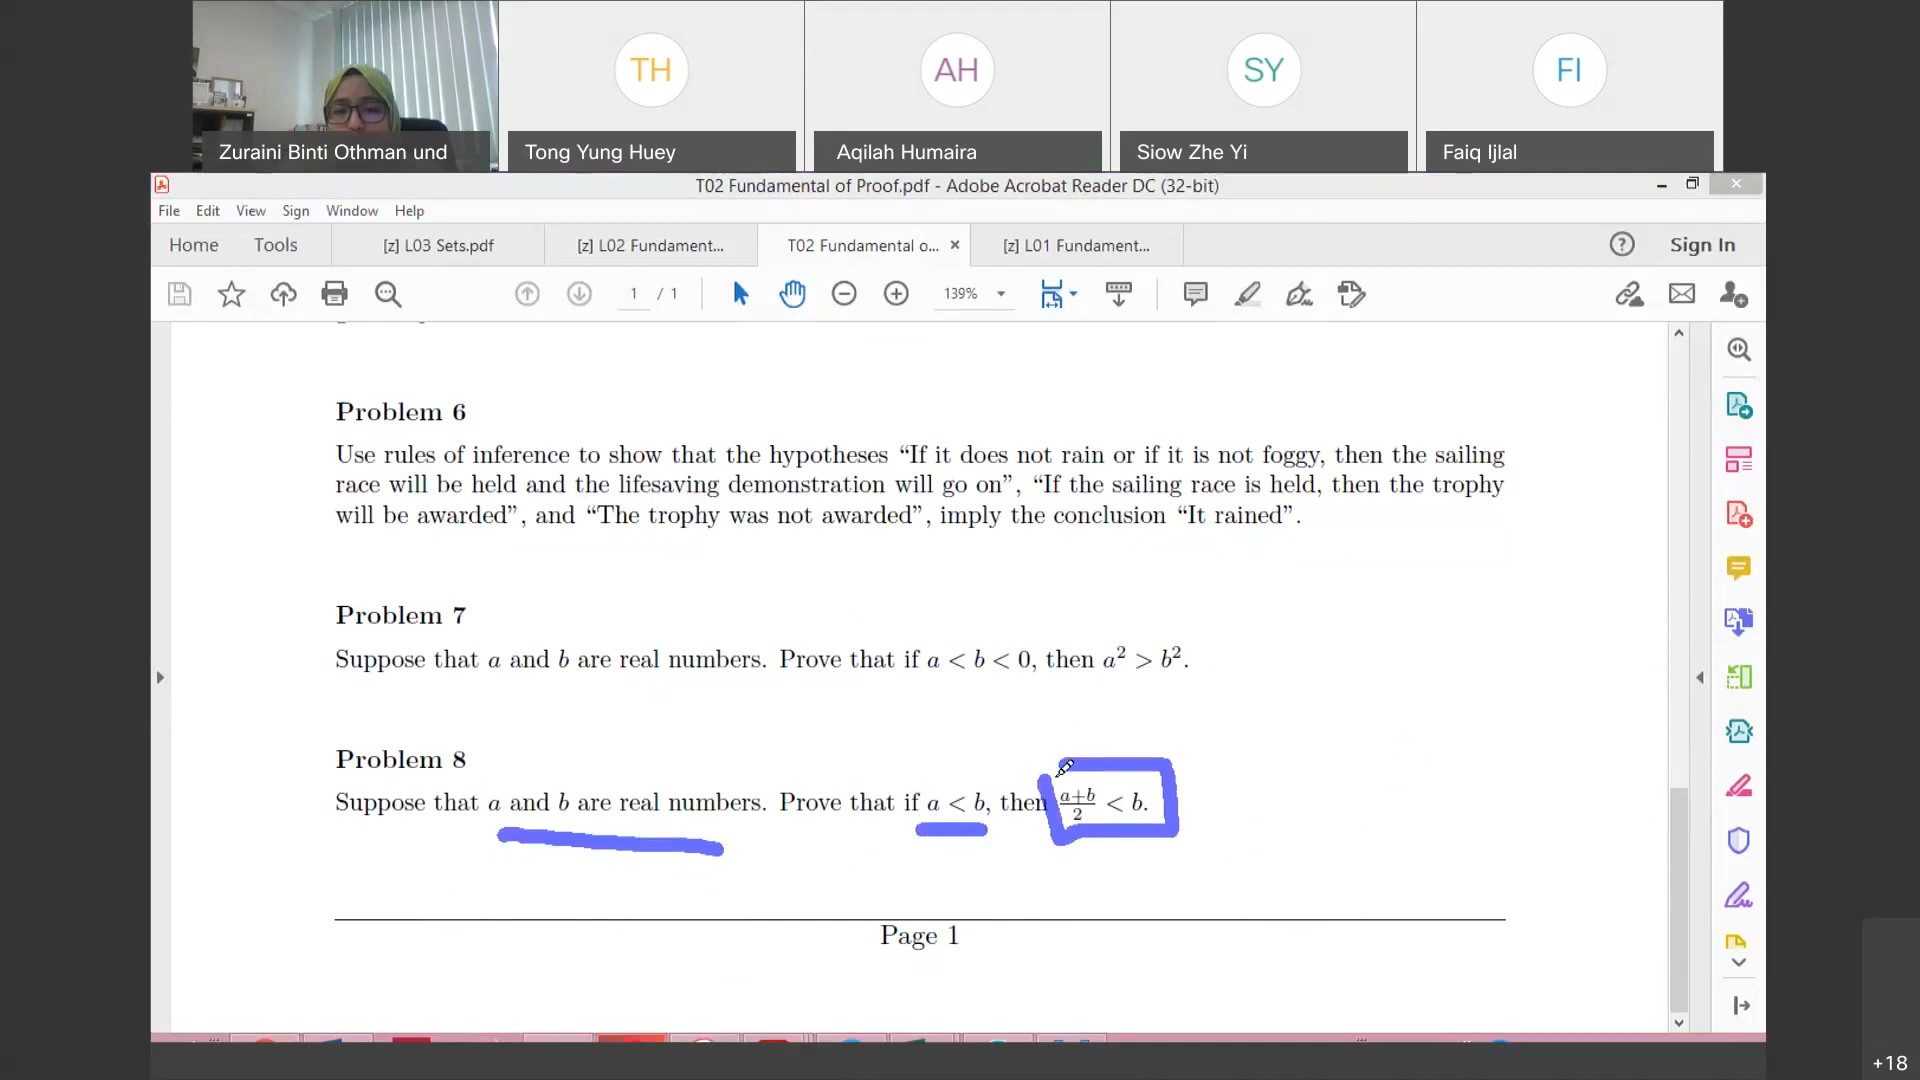 TH
AH
SY
FI
Zuraini Binti Othman und
Tong Yung Huey
Aqilah Humaira
Siow Zhe Yi
Faiq Ijlal
T02 Fundamental of Proof.pdf - Adobe Acrobat Reader DC (32-bit)
File Edit View Sign Window Help
Home Tools [z] L03 Sets.pdf [z] L02 Fundament... T02 Fundamental o... × [z] L01 Fundament... Sign In
1 / 1 139%
Problem 6
Use rules of inference to show that the hypotheses “If it does not rain or if it is not foggy, then the sailing
race will be held and the lifesaving demonstration will go on”, “If the sailing race is held, then the trophy
will be awarded”, and “The trophy was not awarded”, imply the conclusion “It rained”.
Problem 7
Suppose that a and b are real numbers. Prove that if a < b < 0, then a² > b².
Problem 8
Suppose that a and b are real numbers. Prove that if a < b, then \frac{a+b}{2} < b.
Page 1
+18